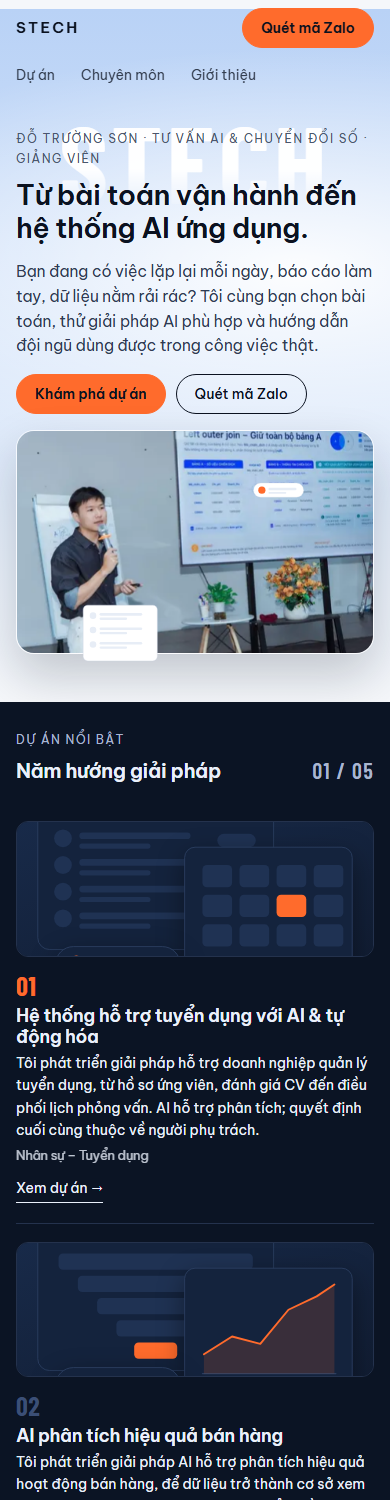 STECH
Quét mã Zalo
Dự án
Chuyên môn
Giới thiệu
STECH
ĐỖ TRƯỜNG SƠN · TƯ VẤN AI & CHUYỂN ĐỔI SỐ ·
GIẢNG VIÊN
Từ bài toán vận hành đến
hệ thống AI ứng dụng.
Bạn đang có việc lặp lại mỗi ngày, báo cáo làm
tay, dữ liệu nằm rải rác? Tôi cùng bạn chọn bài
toán, thử giải pháp AI phù hợp và hướng dẫn
đội ngũ dùng được trong công việc thật.
Khám phá dự án
Quét mã Zalo
Left outer join – Giữ toàn bộ bảng A
DỰ ÁN NỔI BẬT
Năm hướng giải pháp
01 / 05
01
Hệ thống hỗ trợ tuyển dụng với AI & tự
động hóa
Tôi phát triển giải pháp hỗ trợ doanh nghiệp quản lý
tuyển dụng, từ hồ sơ ứng viên, đánh giá CV đến điều
phối lịch phỏng vấn. AI hỗ trợ phân tích; quyết định
cuối cùng thuộc về người phụ trách.
Nhân sự – Tuyển dụng
Xem dự án →
02
AI phân tích hiệu quả bán hàng
Tôi phát triển giải pháp AI hỗ trợ phân tích hiệu quả
hoạt động bán hàng, để dữ liệu trở thành cơ sở xem